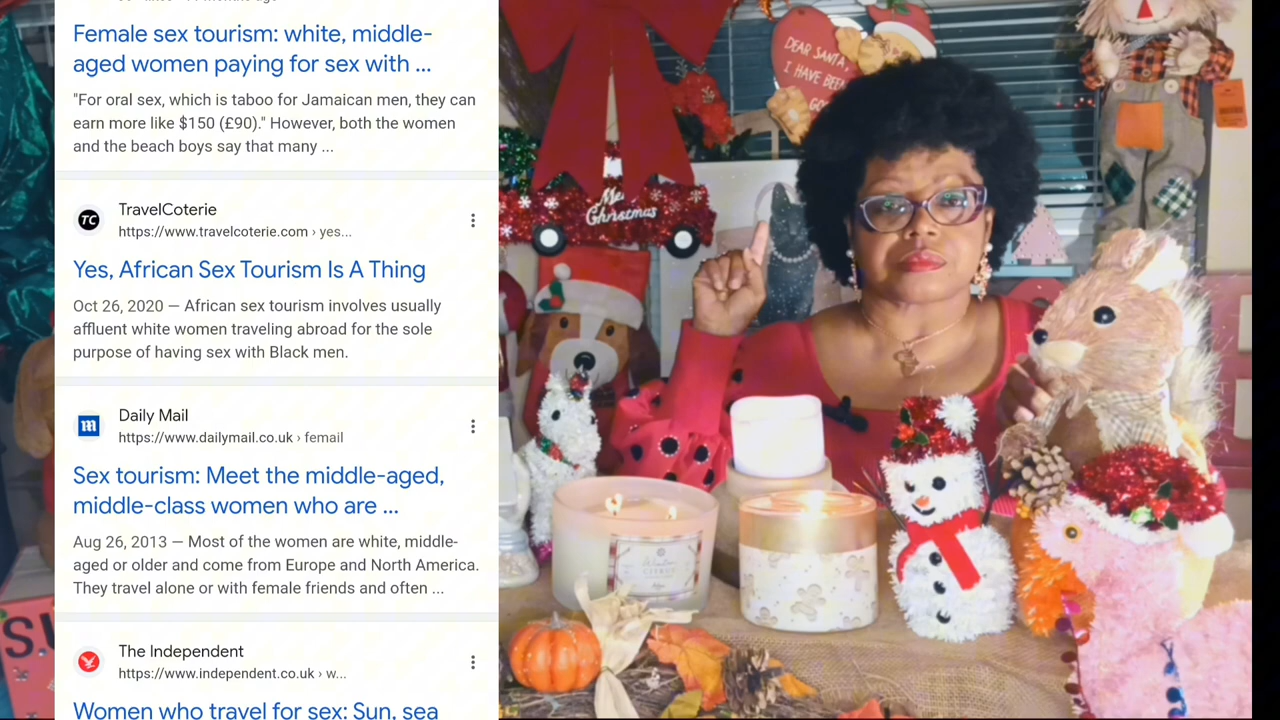 Female sex tourism: white, middle-
aged women paying for sex with ...
"For oral sex, which is taboo for Jamaican men, they can
earn more like $150 (£90)." However, both the women
and the beach boys say that many ...
TC
TravelCoterie
https://www.travelcoterie.com › yes...
Yes, African Sex Tourism Is A Thing
Oct 26, 2020 — African sex tourism involves usually
affluent white women traveling abroad for the sole
purpose of having sex with Black men.
m
Daily Mail
https://www.dailymail.co.uk › femail
Sex tourism: Meet the middle-aged,
middle-class women who are ...
Aug 26, 2013 — Most of the women are white, middle-
aged or older and come from Europe and North America.
They travel alone or with female friends and often ...
The Independent
https://www.independent.co.uk › w...
Women who travel for sex: Sun, sea
DEAR SANTA,
I HAVE BEEN
Christmas
CITRUS